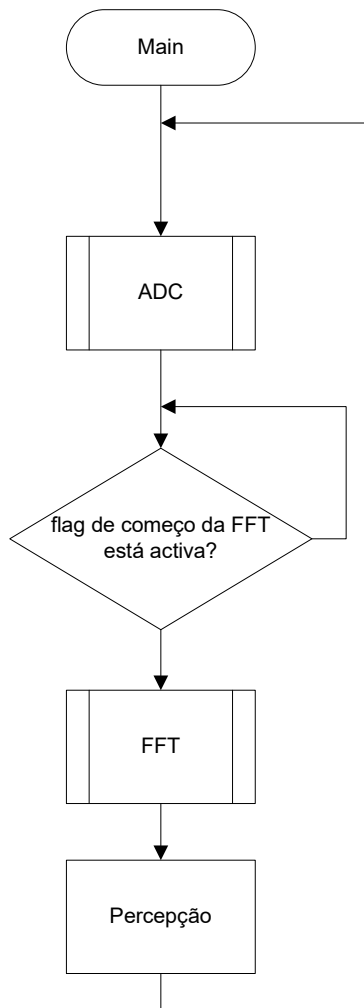 Main
ADC
flag de começo da FFT
está activa?
FFT
Percepção